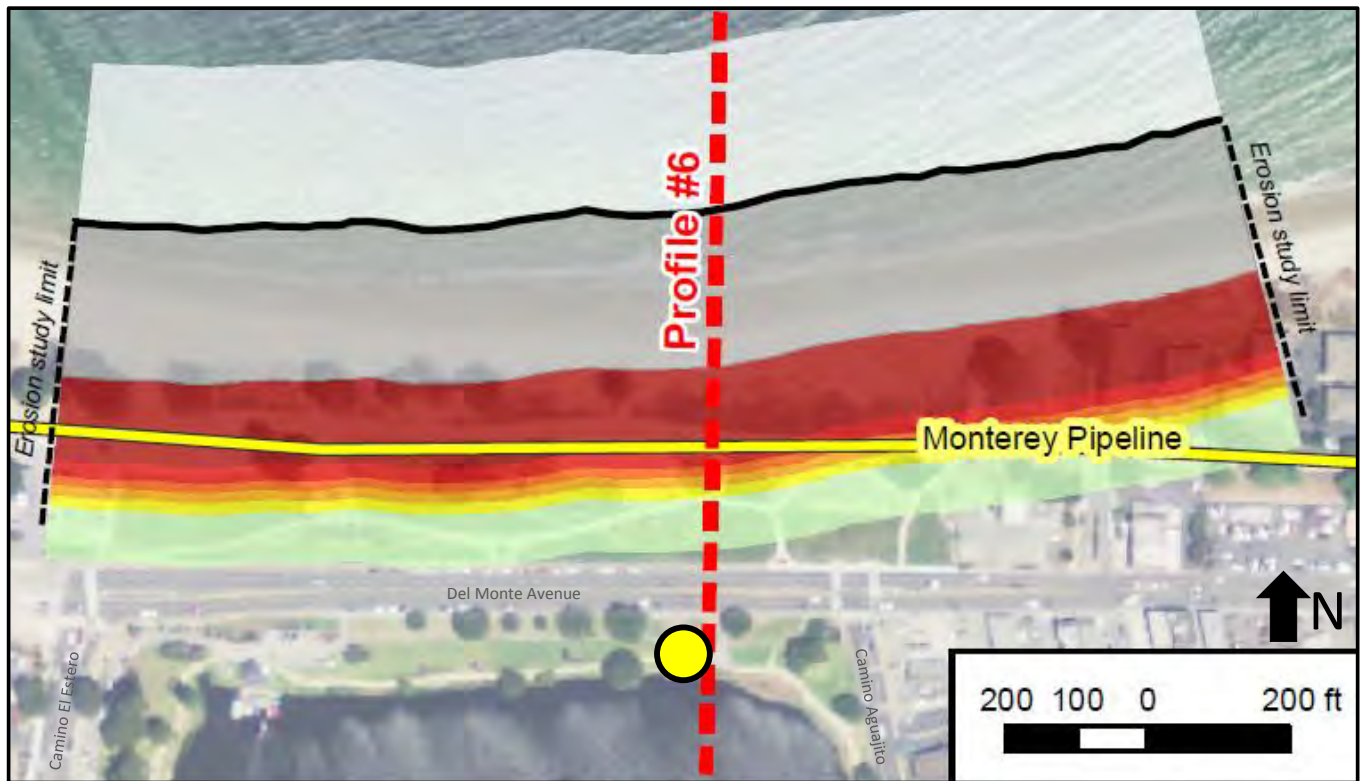 Profile #6
Erosion study limit
Erosion study limit
Monterey Pipeline
Del Monte Avenue
Camino El Estero
Camino Aguajito
N
200 100 0 200 ft